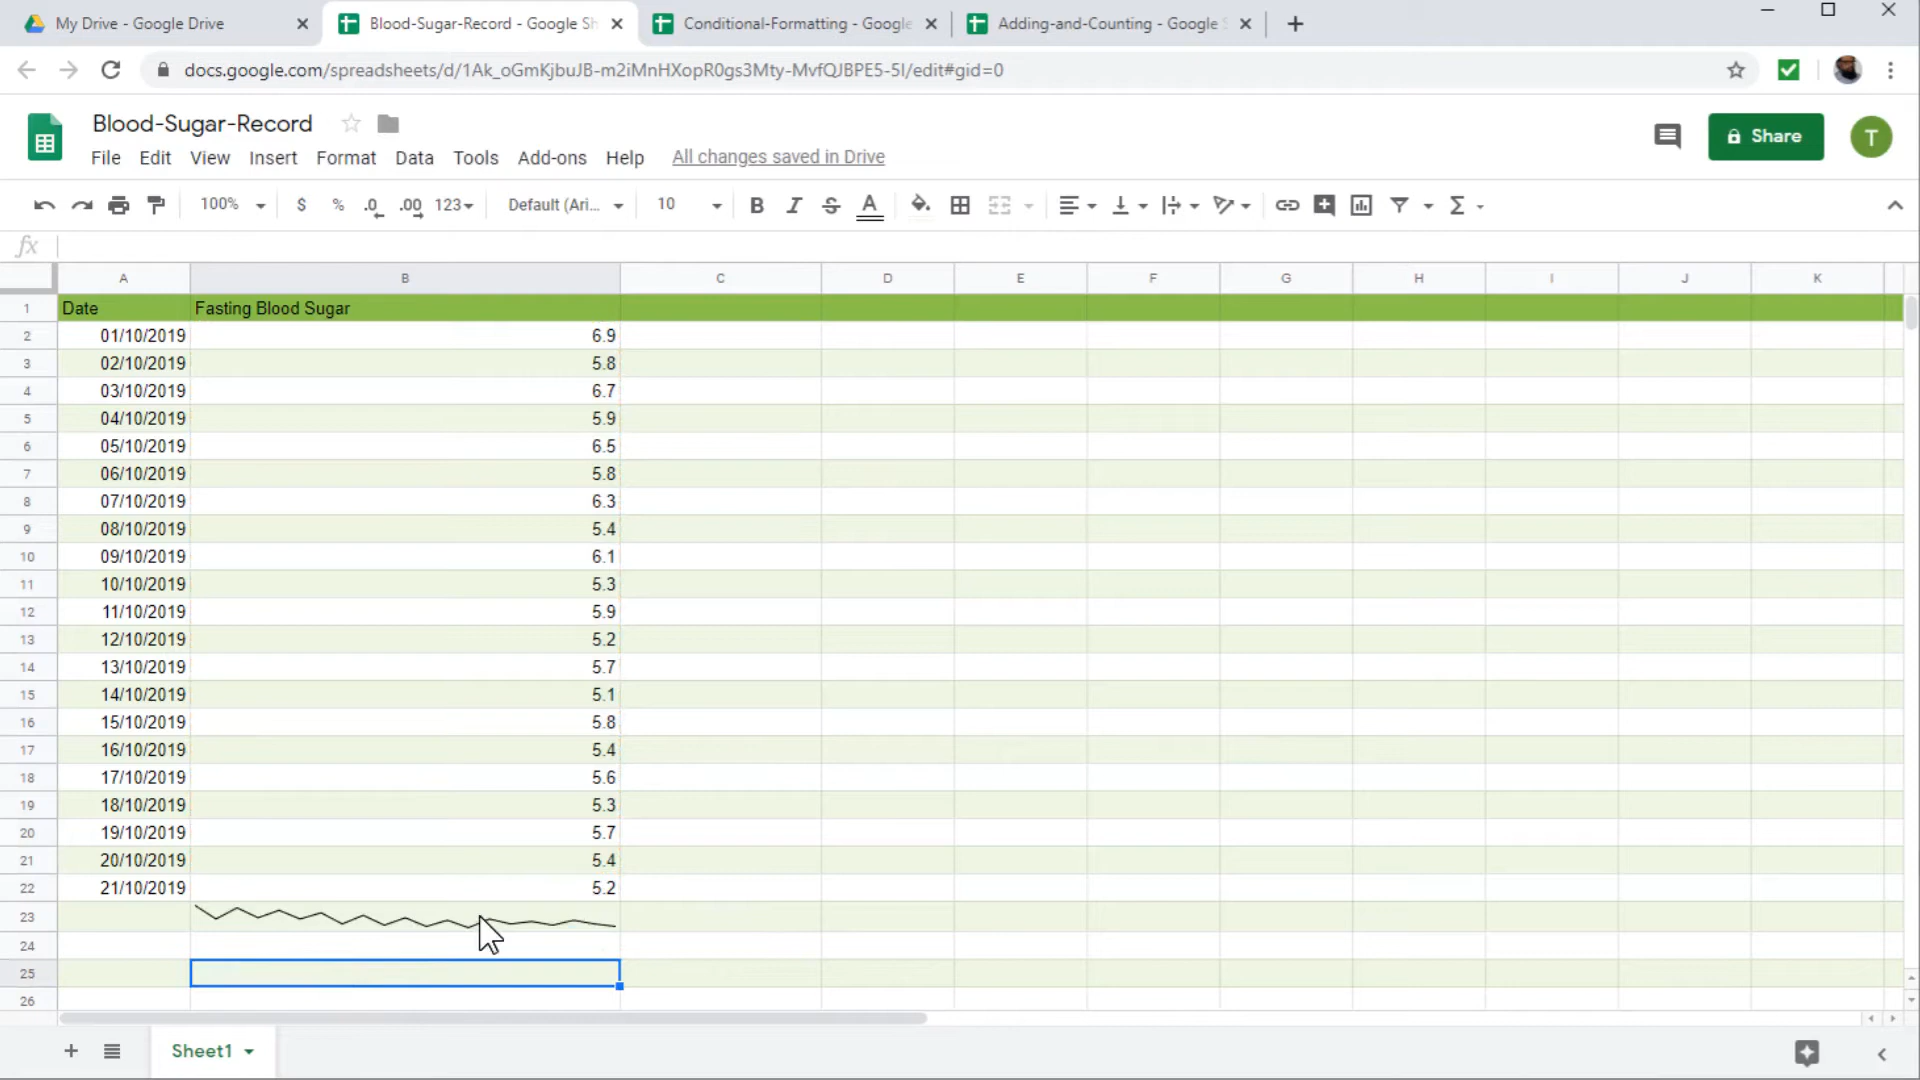 My Drive - Google Drive
Blood-Sugar-Record - Google Sh
Conditional-Formatting - Google
Adding-and-Counting - Google S
docs.google.com/spreadsheets/d/1Ak_oGmKjbuJB-m2iMnHXopR0gs3Mty-MvfQJBPE5-5I/edit#gid=0
Blood-Sugar-Record
File Edit View Insert Format Data Tools Add-ons Help All changes saved in Drive
Share
T
100% $ % .0 .00 123 Default (Ari... 10 B I S A Σ
fx
A B C D E F G H I J K
1 Date Fasting Blood Sugar
2 01/10/2019 6.9
3 02/10/2019 5.8
4 03/10/2019 6.7
5 04/10/2019 5.9
6 05/10/2019 6.5
7 06/10/2019 5.8
8 07/10/2019 6.3
9 08/10/2019 5.4
10 09/10/2019 6.1
11 10/10/2019 5.3
12 11/10/2019 5.9
13 12/10/2019 5.2
14 13/10/2019 5.7
15 14/10/2019 5.1
16 15/10/2019 5.8
17 16/10/2019 5.4
18 17/10/2019 5.6
19 18/10/2019 5.3
20 19/10/2019 5.7
21 20/10/2019 5.4
22 21/10/2019 5.2
23
24
25
26
Sheet1